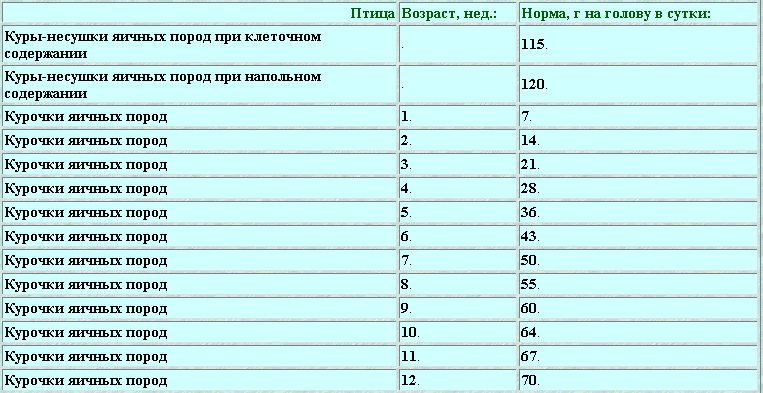 Птица Возраст, нед.: Норма, г на голову в сутки:
Куры-несушки яичных пород при клеточном
содержании . 115.
Куры-несушки яичных пород при напольном
содержании . 120.
Курочки яичных пород 1. 7.
Курочки яичных пород 2. 14.
Курочки яичных пород 3. 21.
Курочки яичных пород 4. 28.
Курочки яичных пород 5. 36.
Курочки яичных пород 6. 43.
Курочки яичных пород 7. 50.
Курочки яичных пород 8. 55.
Курочки яичных пород 9. 60.
Курочки яичных пород 10. 64.
Курочки яичных пород 11. 67.
Курочки яичных пород 12. 70.